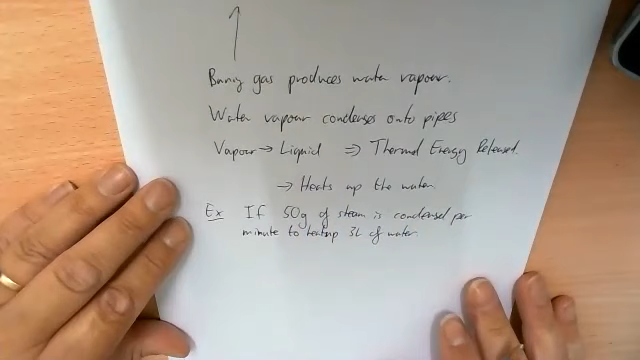 Burning gas produces water vapour.
Water vapour condenses onto pipes
Vapour → Liquid ⇒ Thermal Energy Released.
→ Heats up the water.
Ex If 50g of steam is condensed per
minute to heat up 3L of water.